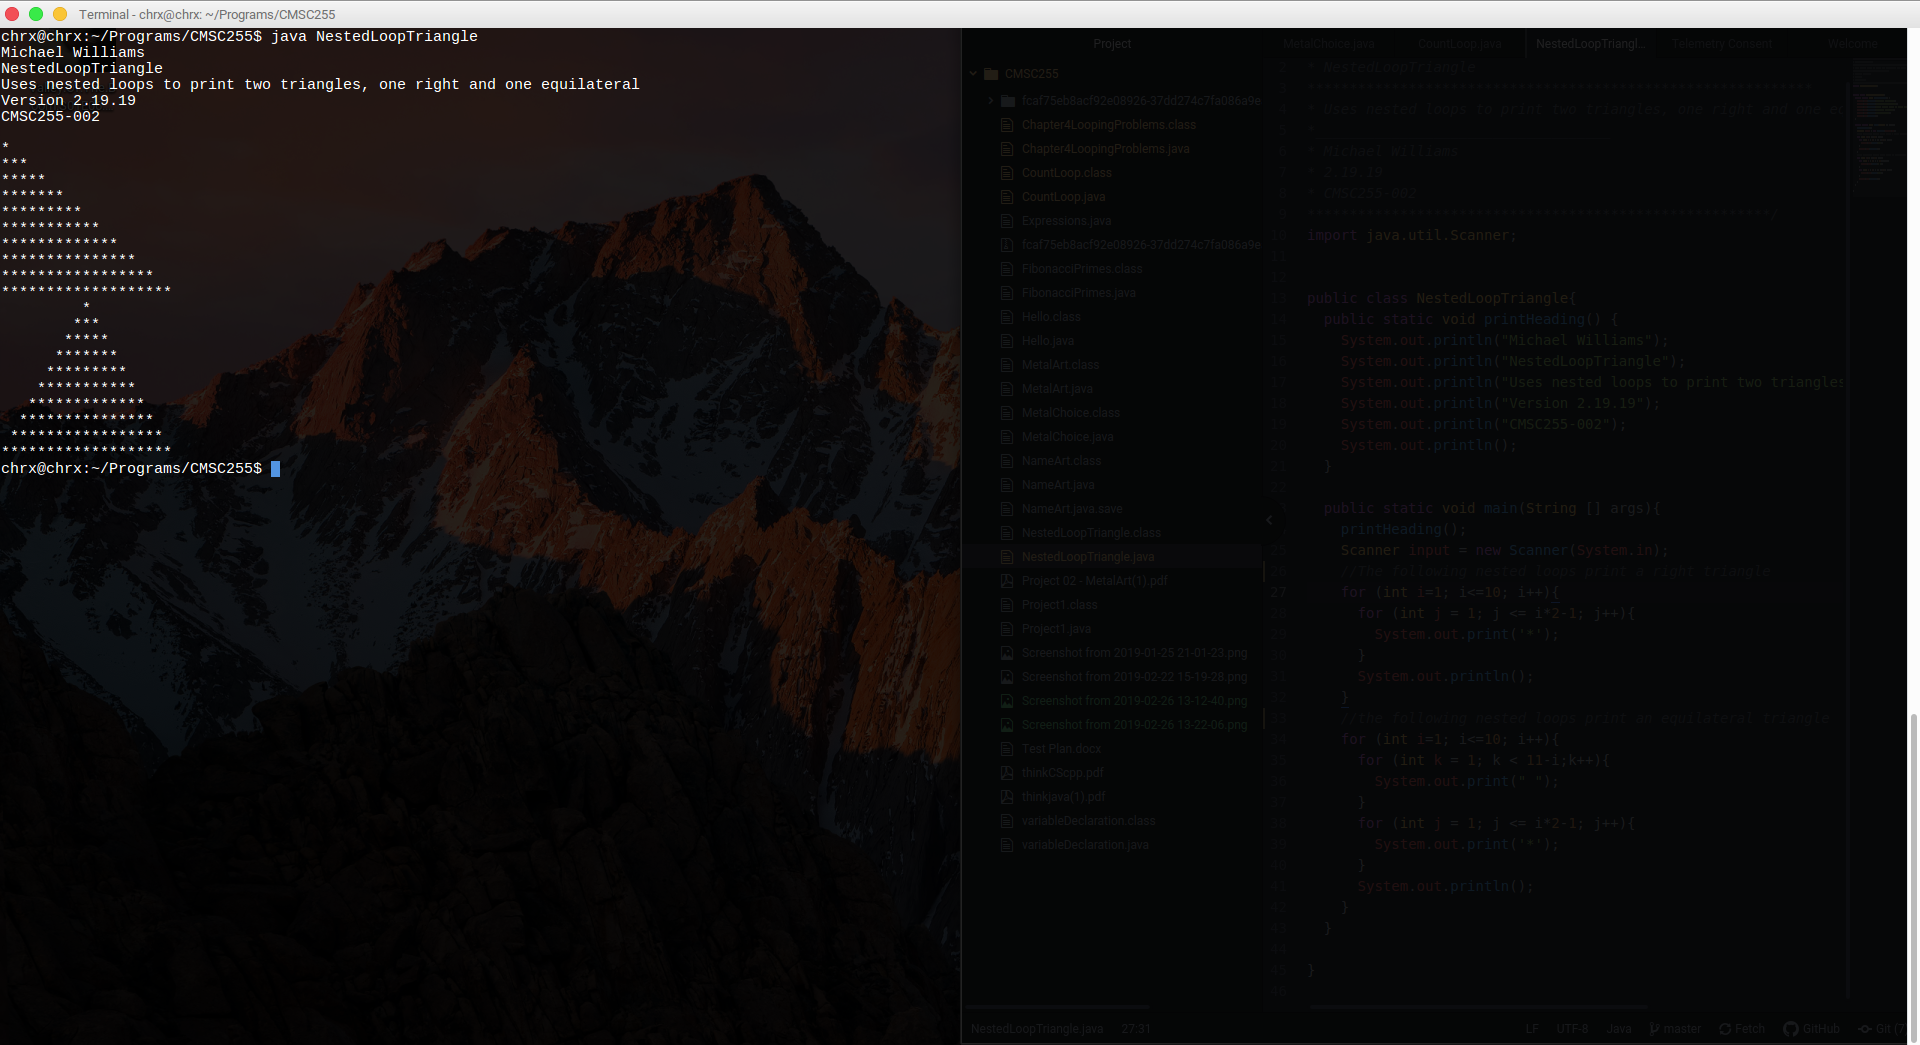 Terminal - chrx@chrx: ~/Programs/CMSC255
chrx@chrx:~/Programs/CMSC255$ java NestedLoopTriangle
Michael Williams
NestedLoopTriangle
Uses nested loops to print two triangles, one right and one equilateral
Version 2.19.19
CMSC255-002
*
***
*****
*******
*********
***********
*************
***************
*****************
*******************
         *
        ***
       *****
      *******
     *********
    ***********
   *************
  ***************
 *****************
*******************
chrx@chrx:~/Programs/CMSC255$
Project
CMSC255
fcaf75eb8acf92e08926-37dd274c7fa086a9e
Chapter4LoopingProblems.class
Chapter4LoopingProblems.java
CountLoop.class
CountLoop.java
Expressions.java
fcaf75eb8acf92e08926-37dd274c7fa086a9e
FibonacciPrimes.class
FibonacciPrimes.java
Hello.class
Hello.java
MetalArt.class
MetalArt.java
MetalChoice.class
MetalChoice.java
NameArt.class
NameArt.java
NameArt.java.save
NestedLoopTriangle.class
NestedLoopTriangle.java
Project 02 - MetalArt(1).pdf
Project1.class
Project1.java
Screenshot from 2019-01-25 21-01-23.png
Screenshot from 2019-02-22 15-19-28.png
Screenshot from 2019-02-26 13-12-40.png
Screenshot from 2019-02-26 13-22-06.png
Test Plan.docx
thinkCScpp.pdf
thinkjava(1).pdf
variableDeclaration.class
variableDeclaration.java
MetalChoice.java CountLoop.java NestedLoopTriangl... Telemetry Consent Welcome
* NestedLoopTriangle
* Uses nested loops to print two triangles, one right and one eq
* Michael Williams
* 2.19.19
* CMSC255-002
import java.util.Scanner;
public class NestedLoopTriangle{
  public static void printHeading() {
    System.out.println("Michael Williams");
    System.out.println("NestedLoopTriangle");
    System.out.println("Uses nested loops to print two triangles
    System.out.println("Version 2.19.19");
    System.out.println("CMSC255-002");
    System.out.println();
  }
  public static void main(String [] args){
    printHeading();
    Scanner input = new Scanner(System.in);
    //The following nested loops print a right triangle
27    for (int i=1; i<=10; i++){
      for (int j = 1; j <= i*2-1; j++){
        System.out.print('*');
      }
      System.out.println();
    }
    //the following nested loops print an equilateral triangle
    for (int i=1; i<=10; i++){
      for (int k = 1; k < 11-i;k++){
        System.out.print(" ");
      }
      for (int j = 1; j <= i*2-1; j++){
        System.out.print('*');
      }
      System.out.println();
    }
  }
}
NestedLoopTriangle.java 27:31 LF UTF-8 Java master Fetch GitHub Git (7